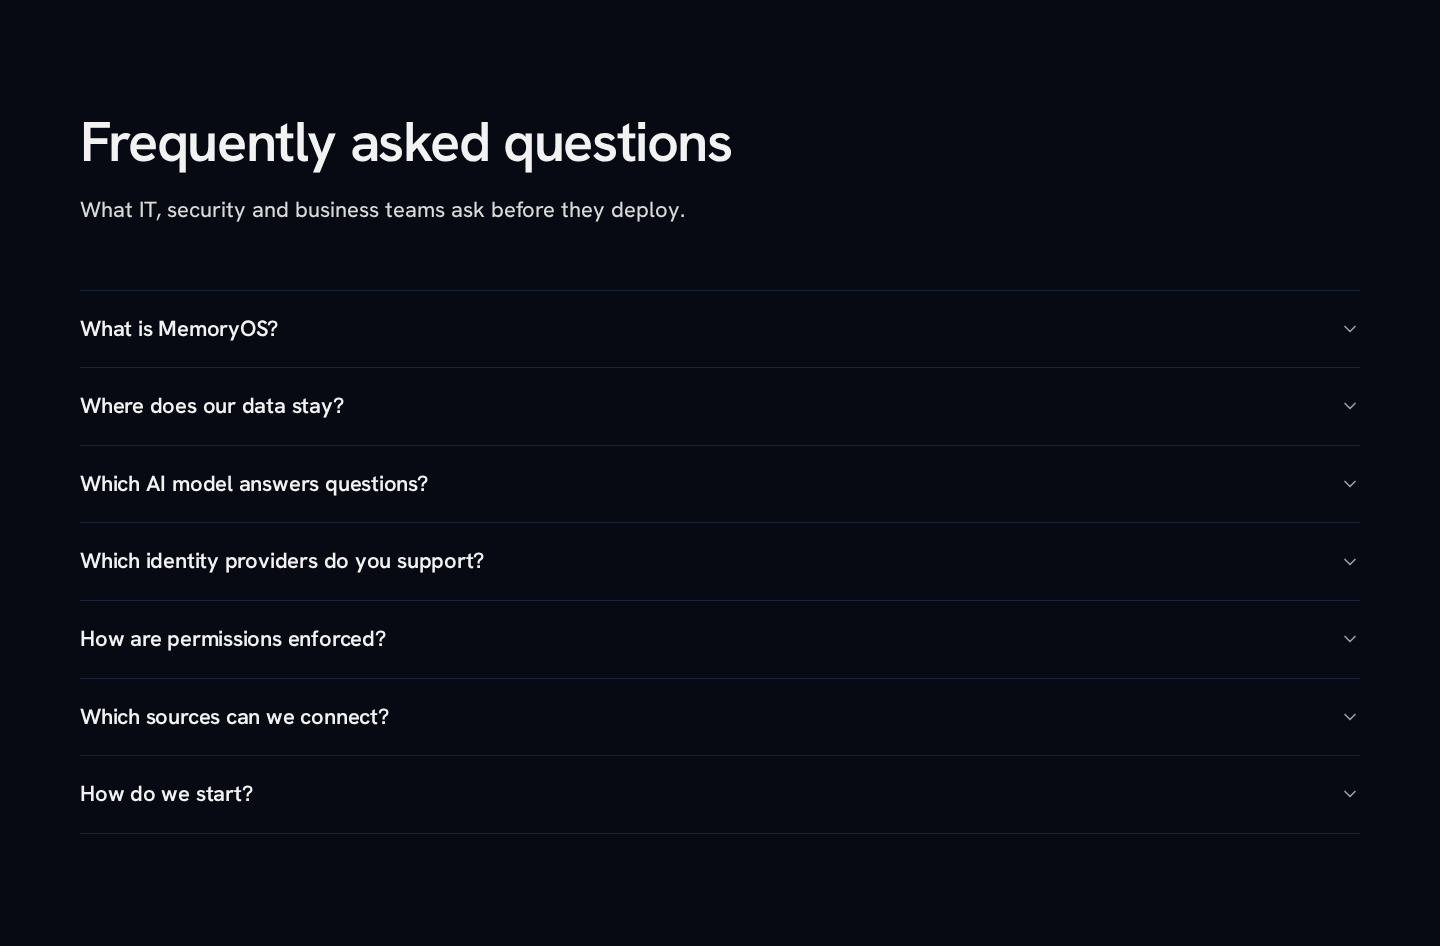 Frequently asked questions
What IT, security and business teams ask before they deploy.
What is MemoryOS?
Where does our data stay?
Which AI model answers questions?
Which identity providers do you support?
How are permissions enforced?
Which sources can we connect?
How do we start?